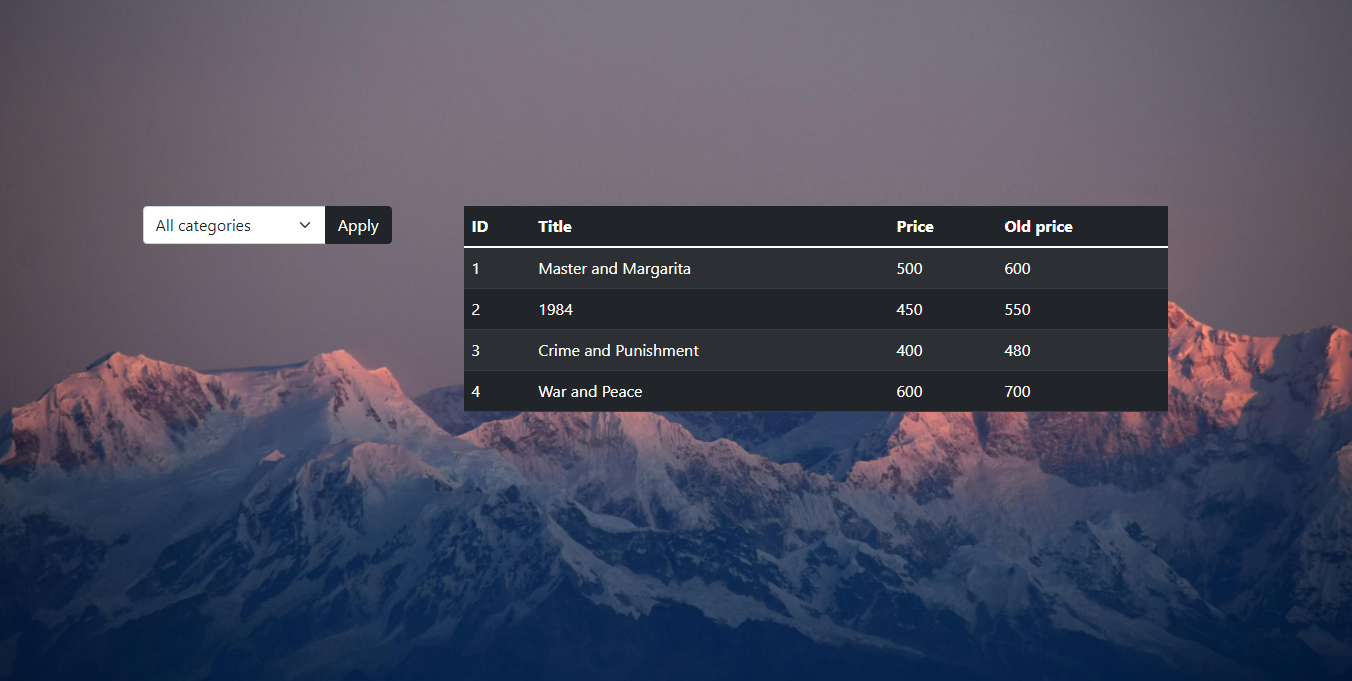 All categories Apply
ID Title Price Old price
1 Master and Margarita 500 600
2 1984 450 550
3 Crime and Punishment 400 480
4 War and Peace 600 700